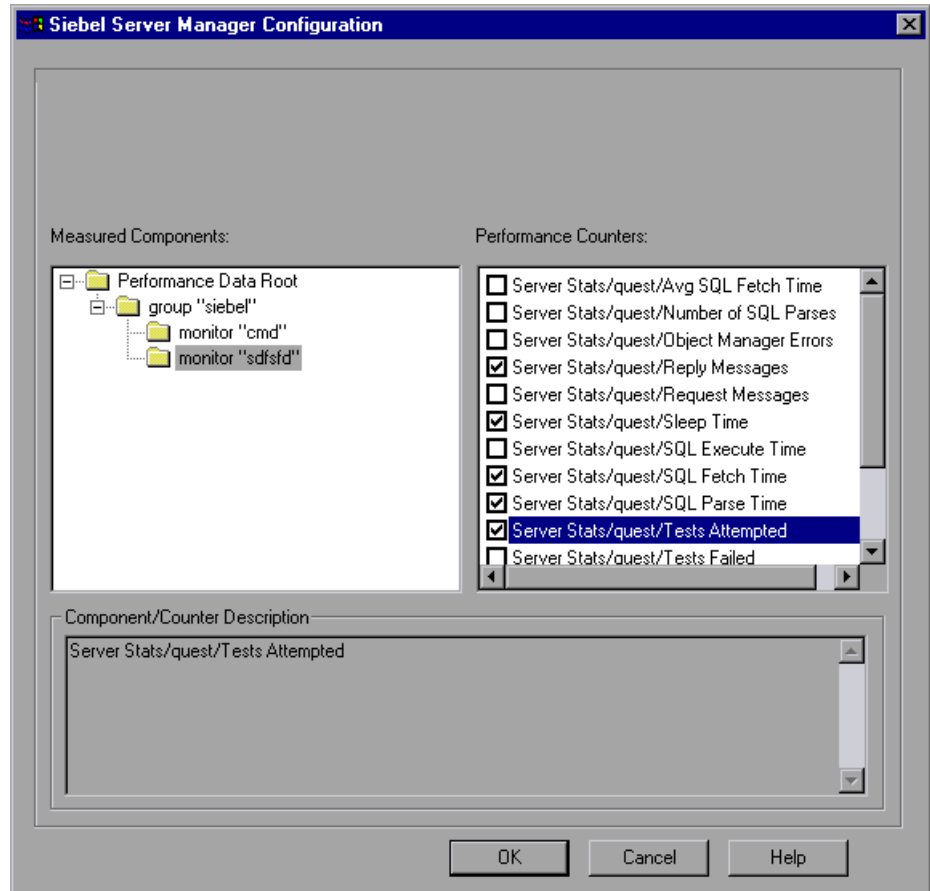 Siebel Server Manager Configuration
Measured Components:
Performance Data Root
group "siebel"
monitor "cmd"
monitor "sdfsfd"
Performance Counters:
Server Stats/quest/Avg SQL Fetch Time
Server Stats/quest/Number of SQL Parses
Server Stats/quest/Object Manager Errors
Server Stats/quest/Reply Messages
Server Stats/quest/Request Messages
Server Stats/quest/Sleep Time
Server Stats/quest/SQL Execute Time
Server Stats/quest/SQL Fetch Time
Server Stats/quest/SQL Parse Time
Server Stats/quest/Tests Attempted
Server Stats/quest/Tests Failed
Component/Counter Description
Server Stats/quest/Tests Attempted
OK
Cancel
Help